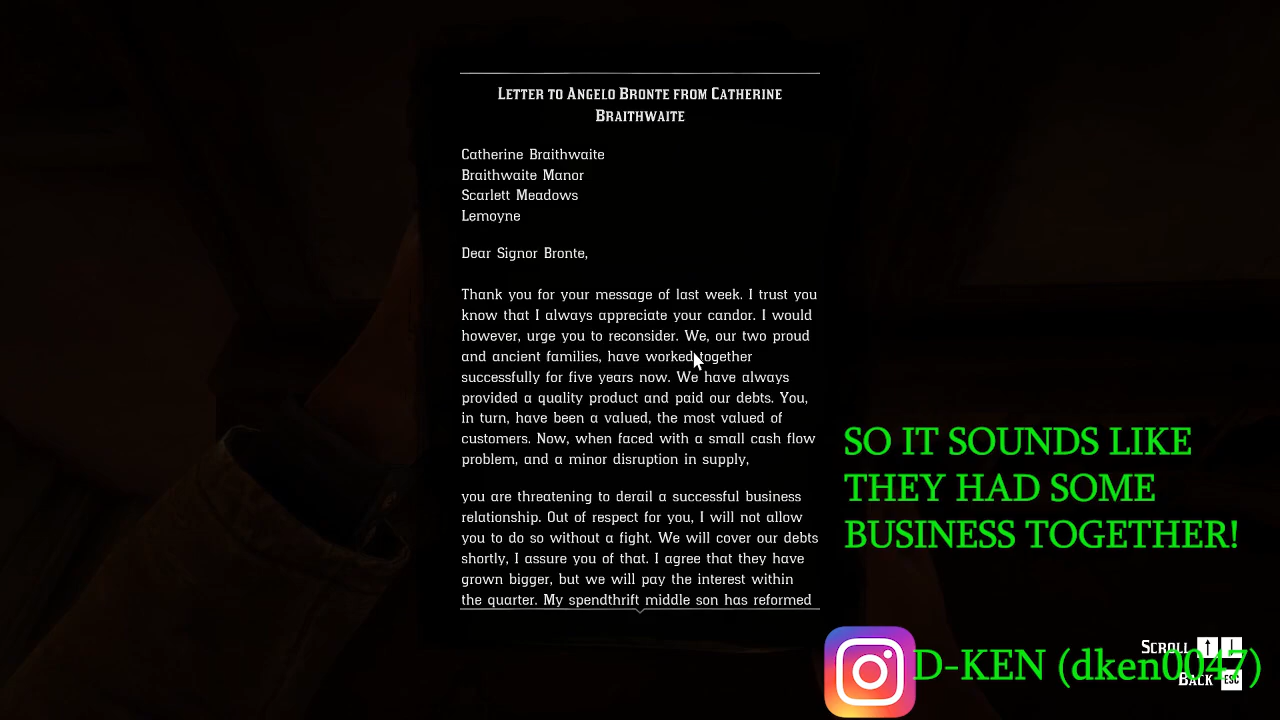 Letter to Angelo Bronte from Catherine
Braithwaite
Catherine Braithwaite
Braithwaite Manor
Scarlett Meadows
Lemoyne
Dear Signor Bronte,
Thank you for your message of last week. I trust you
know that I always appreciate your candor. I would
however, urge you to reconsider. We, our two proud
and ancient families, have worked together
successfully for five years now. We have always
provided a quality product and paid our debts. You,
in turn, have been a valued, the most valued of
customers. Now, when faced with a small cash flow
problem, and a minor disruption in supply,
you are threatening to derail a successful business
relationship. Out of respect for you, I will not allow
you to do so without a fight. We will cover our debts
shortly, I assure you of that. I agree that they have
grown bigger, but we will pay the interest within
the quarter. My spendthrift middle son has reformed
SO IT SOUNDS LIKE
THEY HAD SOME
BUSINESS TOGETHER!
Scroll ↑ ↓
D-KEN (dken0047)
Back ESC